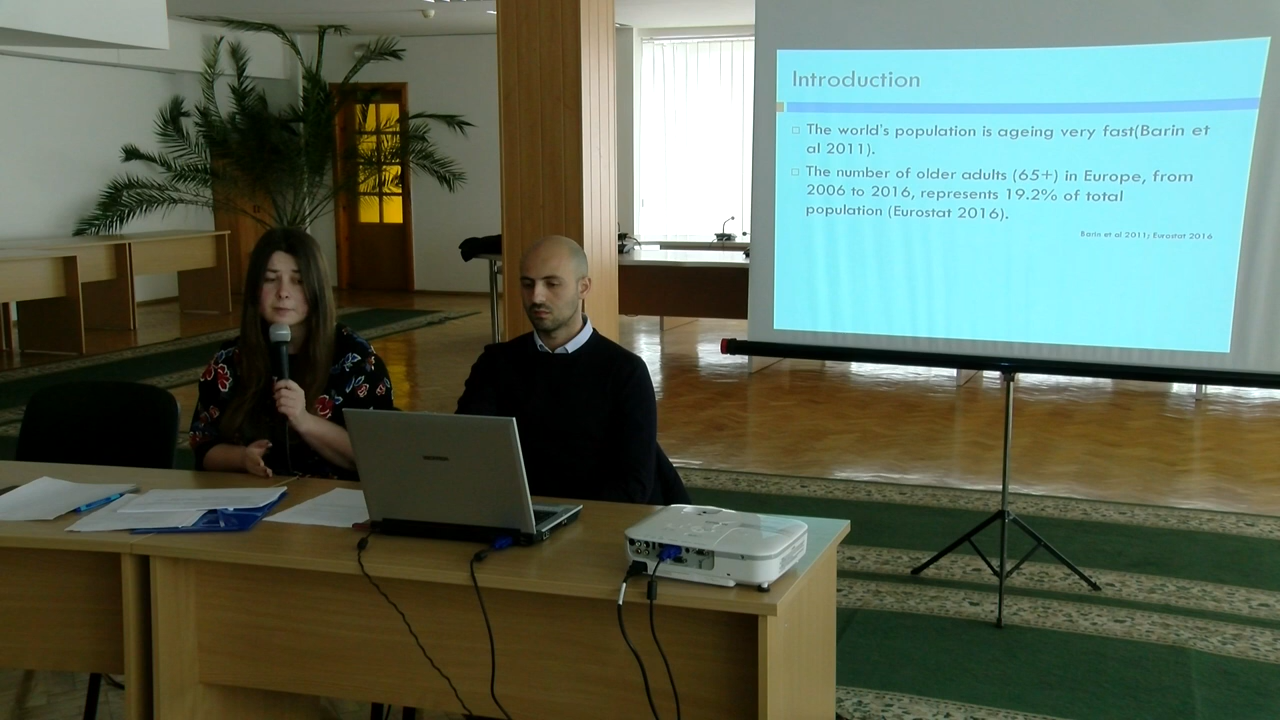 Introduction
The world's population is ageing very fast(Barin et
al 2011).
The number of older adults (65+) in Europe, from
2006 to 2016, represents 19.2% of total
population (Eurostat 2016).
Barin et al 2011; Eurostat 2016